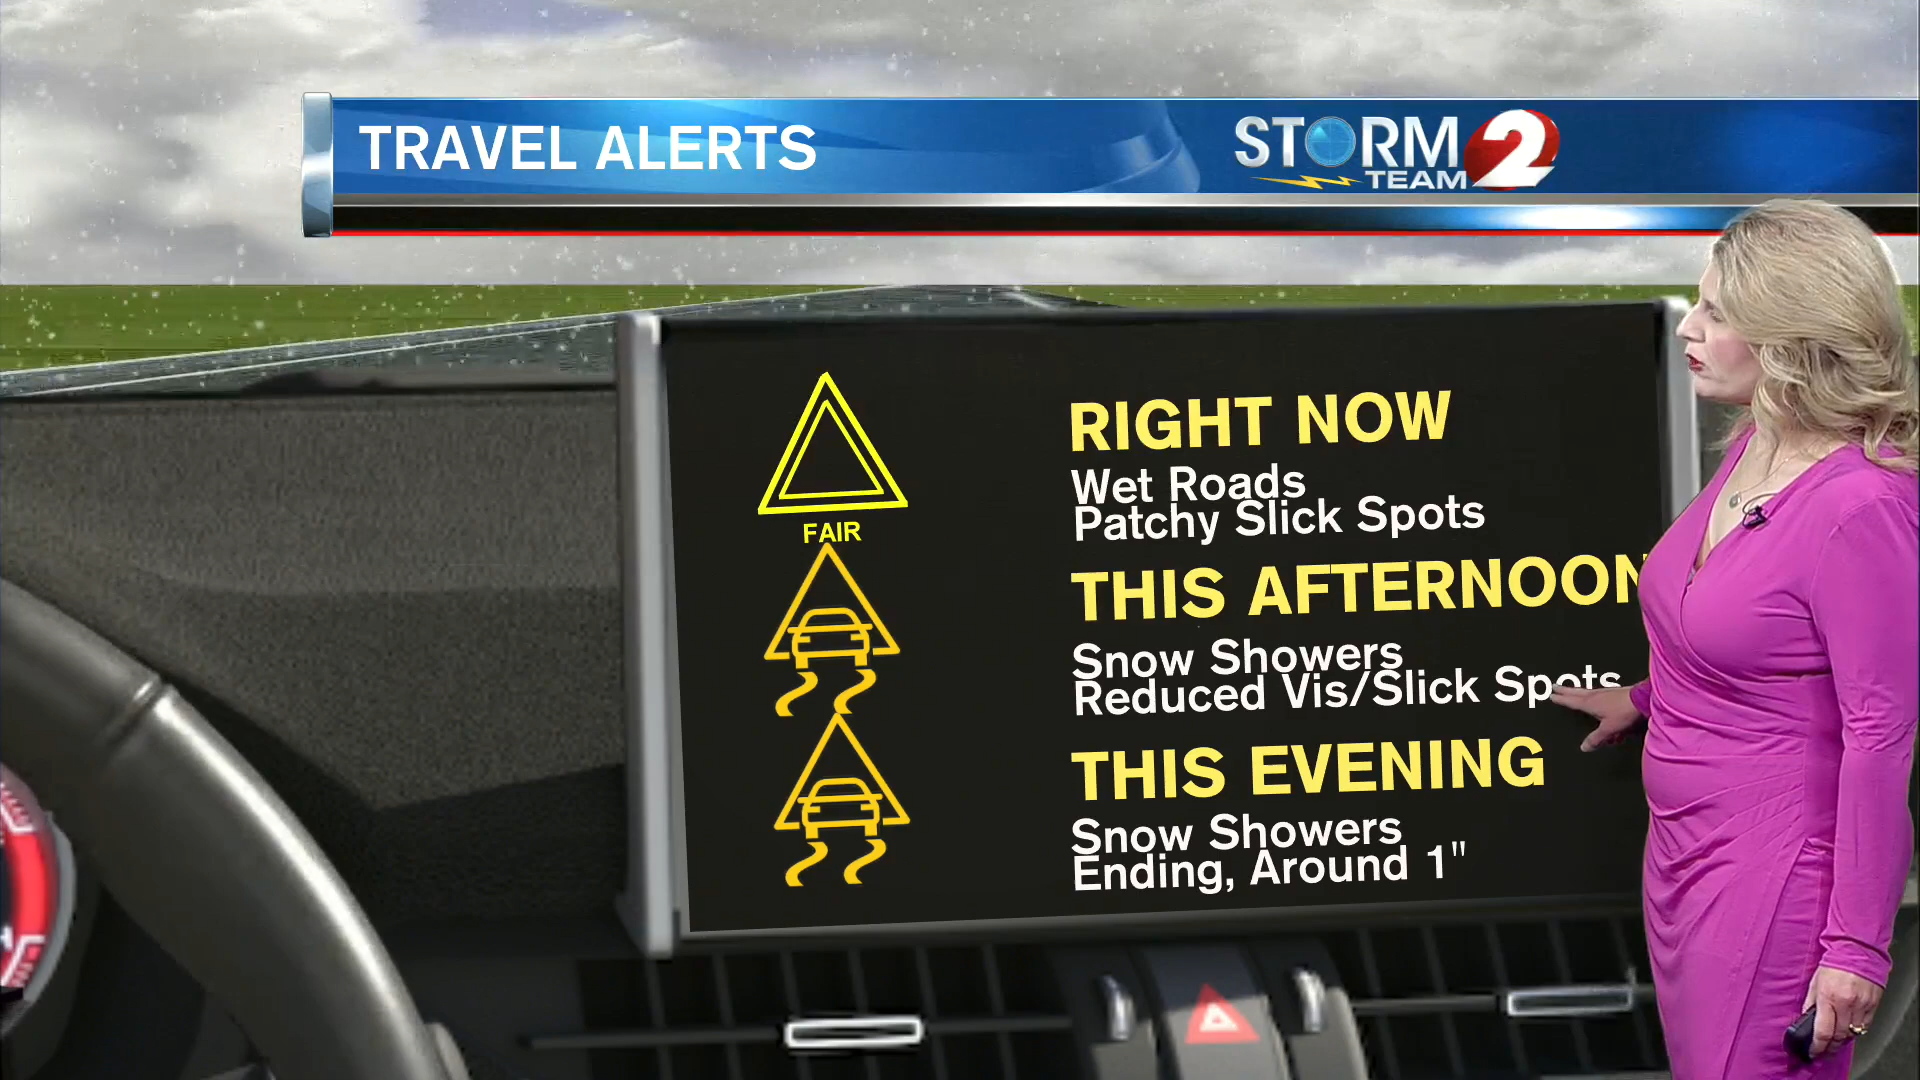 TRAVEL ALERTS
STORM
TEAM 2
FAIR
RIGHT NOW
Wet Roads
Patchy Slick Spots
THIS AFTERNOON
Snow Showers
Reduced Vis/Slick Spots
THIS EVENING
Snow Showers
Ending, Around 1"